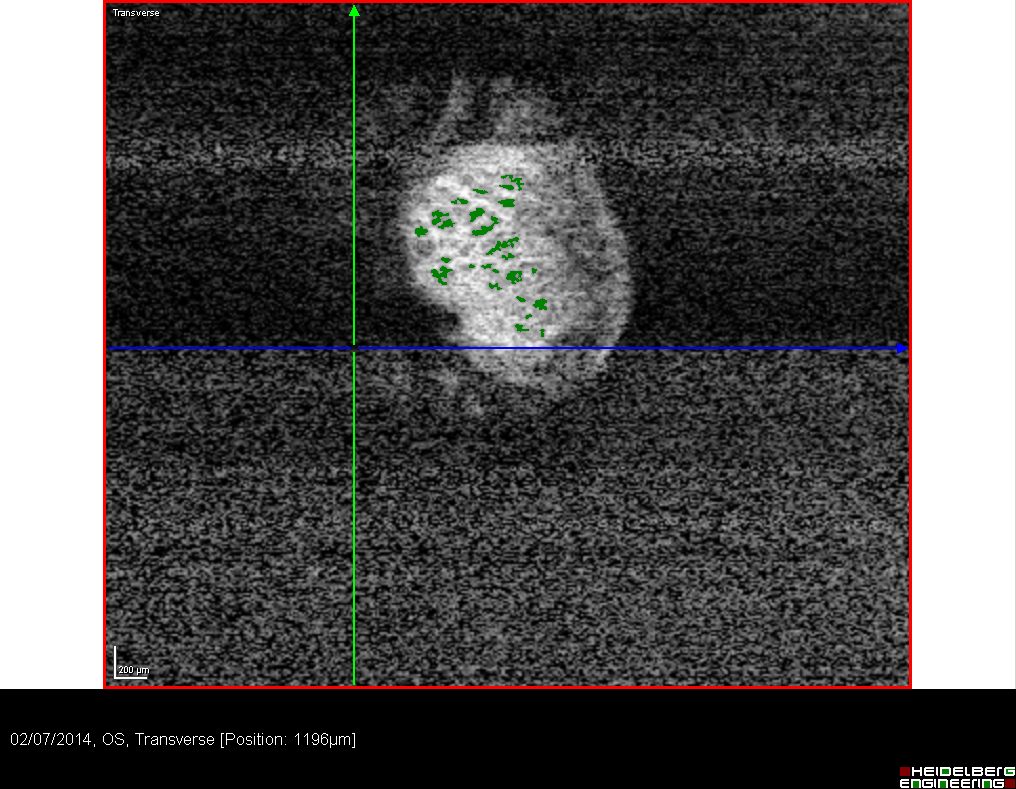 Transverse
200 µm
02/07/2014, OS, Transverse [Position: 1196µm]
HEIDELBERG
ENGINEERING